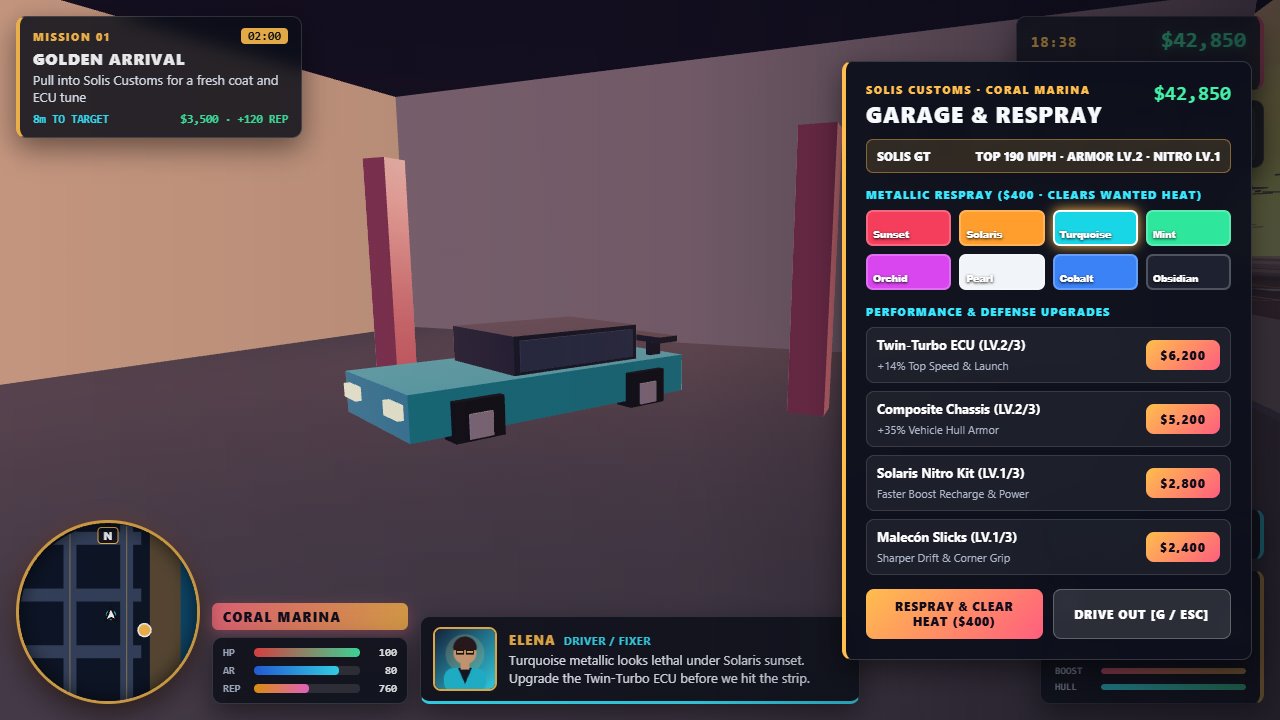 MISSION 01
02:00
GOLDEN ARRIVAL
Pull into Solis Customs for a fresh coat and
ECU tune
8m TO TARGET
$3,500 · +120 REP
18:38
$42,850
SOLIS CUSTOMS · CORAL MARINA
$42,850
GARAGE & RESPRAY
SOLIS GT
TOP 190 MPH · ARMOR LV.2 · NITRO LV.1
METALLIC RESPRAY ($400 · CLEARS WANTED HEAT)
Sunset
Solaris
Turquoise
Mint
Orchid
Pearl
Cobalt
Obsidian
PERFORMANCE & DEFENSE UPGRADES
Twin-Turbo ECU (LV.2/3)
+14% Top Speed & Launch
$6,200
Composite Chassis (LV.2/3)
+35% Vehicle Hull Armor
$5,200
Solaris Nitro Kit (LV.1/3)
Faster Boost Recharge & Power
$2,800
Malecón Slicks (LV.1/3)
Sharper Drift & Corner Grip
$2,400
RESPRAY & CLEAR
HEAT ($400)
DRIVE OUT [G / ESC]
N
CORAL MARINA
HP 100
AR 80
REP 760
ELENA DRIVER / FIXER
Turquoise metallic looks lethal under Solaris sunset.
Upgrade the Twin-Turbo ECU before we hit the strip.
BOOST
HULL